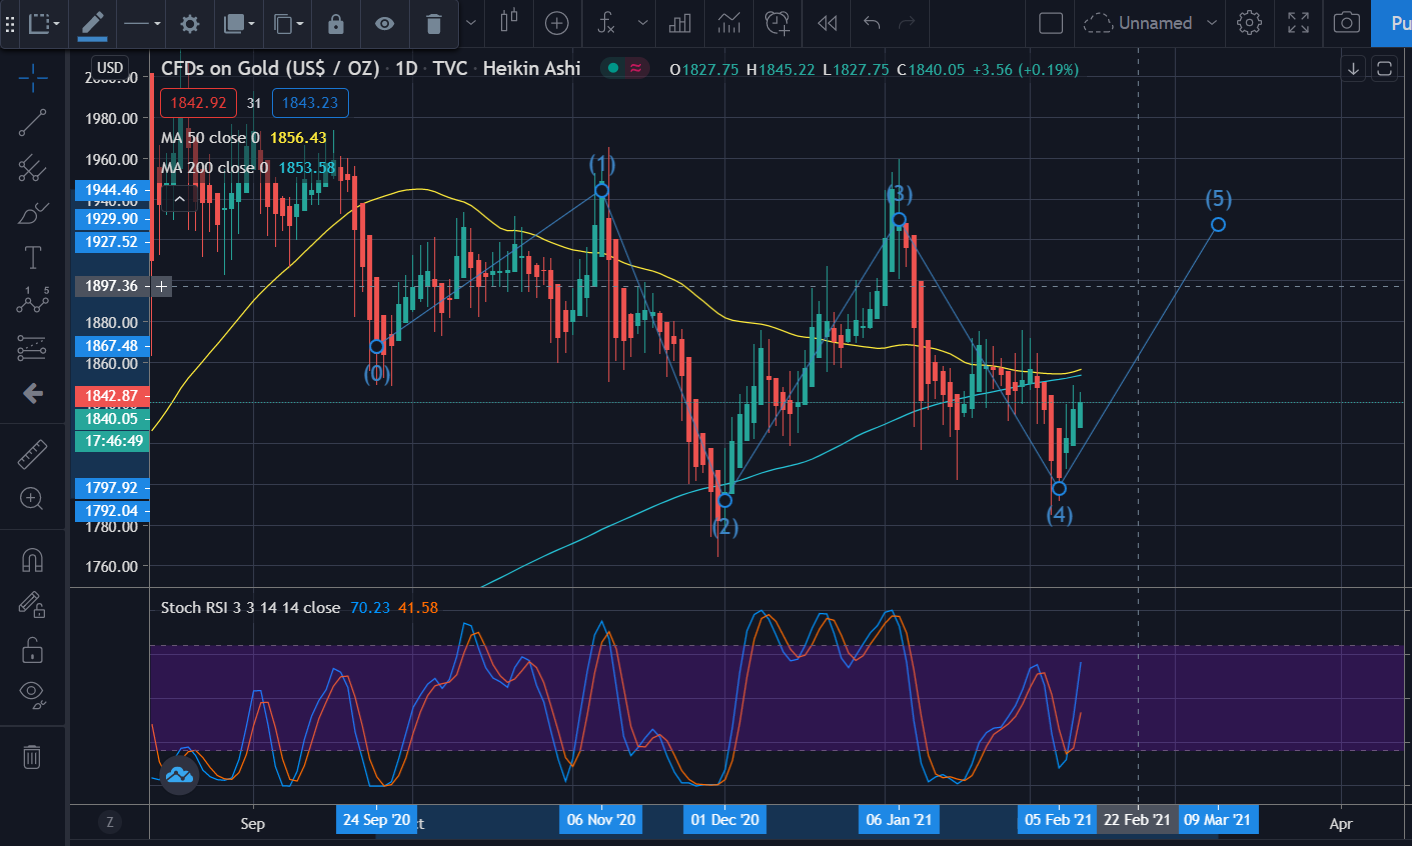 Unnamed
Pu
USD
CFDs on Gold (US$ / OZ) · 1D · TVC · Heikin Ashi
O1827.75 H1845.22 L1827.75 C1840.05 +3.56 (+0.19%)
1842.92 31 1843.23
MA 50 close 0 1856.43
MA 200 close 0 1853.58
2000.00
1980.00
1960.00
1944.46
1940.00
1929.90
1927.52
1897.36
1880.00
1867.48
1860.00
1842.87
1840.05
17:46:49
1797.92
1792.04
1780.00
1760.00
(0)
(1)
(2)
(3)
(4)
(5)
1 5
T
Stoch RSI 3 3 14 14 close 70.23 41.58
Z
Sep 24 Sep '20 06 Nov '20 01 Dec '20 06 Jan '21 05 Feb '21 22 Feb '21 09 Mar '21 Apr